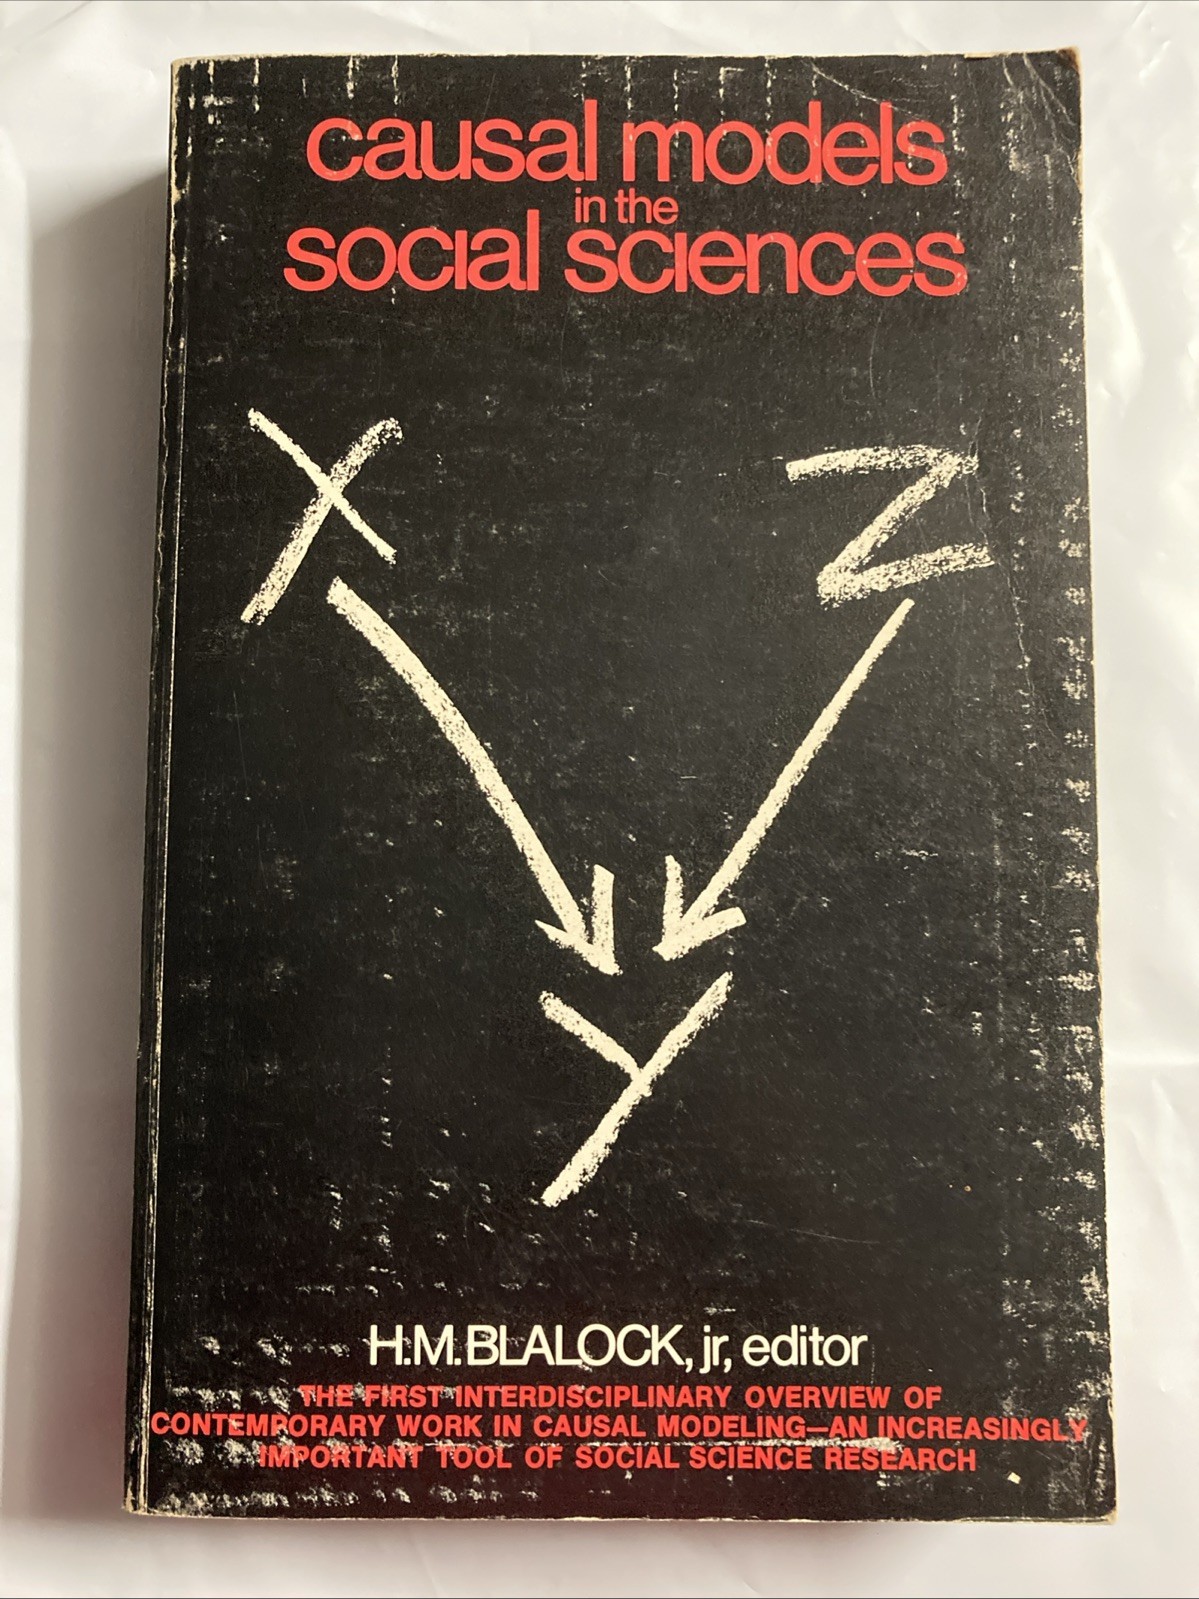 causal models
in the
social sciences
X Z
Y
H.M.BLALOCK, jr, editor
THE FIRST INTERDISCIPLINARY OVERVIEW OF
CONTEMPORARY WORK IN CAUSAL MODELING—AN INCREASINGLY
IMPORTANT TOOL OF SOCIAL SCIENCE RESEARCH